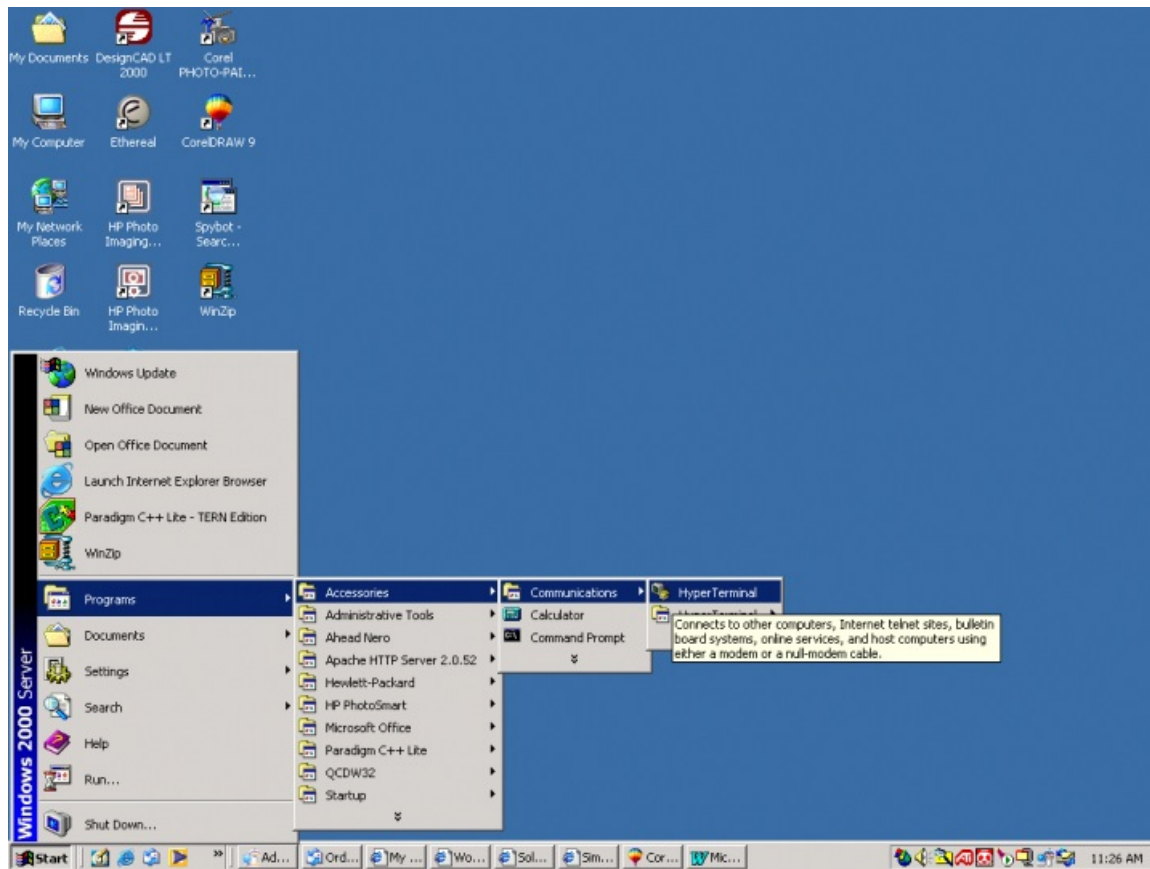 My Documents
DesignCAD LT
2000
Corel
PHOTO-PAI...
My Computer
Ethereal
CorelDRAW 9
My Network
Places
HP Photo
Imaging...
Spybot -
Searc...
Recycle Bin
HP Photo
Imagin...
WinZip
Windows 2000 Server
Windows Update
New Office Document
Open Office Document
Launch Internet Explorer Browser
Paradigm C++ Lite - TERN Edition
WinZip
Programs
Documents
Settings
Search
Help
Run...
Shut Down...
Accessories
Administrative Tools
Ahead Nero
Apache HTTP Server 2.0.52
Hewlett-Packard
HP PhotoSmart
Microsoft Office
Paradigm C++ Lite
QCDW32
Startup
Communications
Calculator
Command Prompt
HyperTerminal
HyperTerminal
Connects to other computers, Internet telnet sites, bulletin
board systems, online services, and host computers using
either a modem or a null-modem cable.
Start
Ad...
Ord...
My ...
Wo...
Sol...
Sim...
Cor...
Mic...
11:26 AM